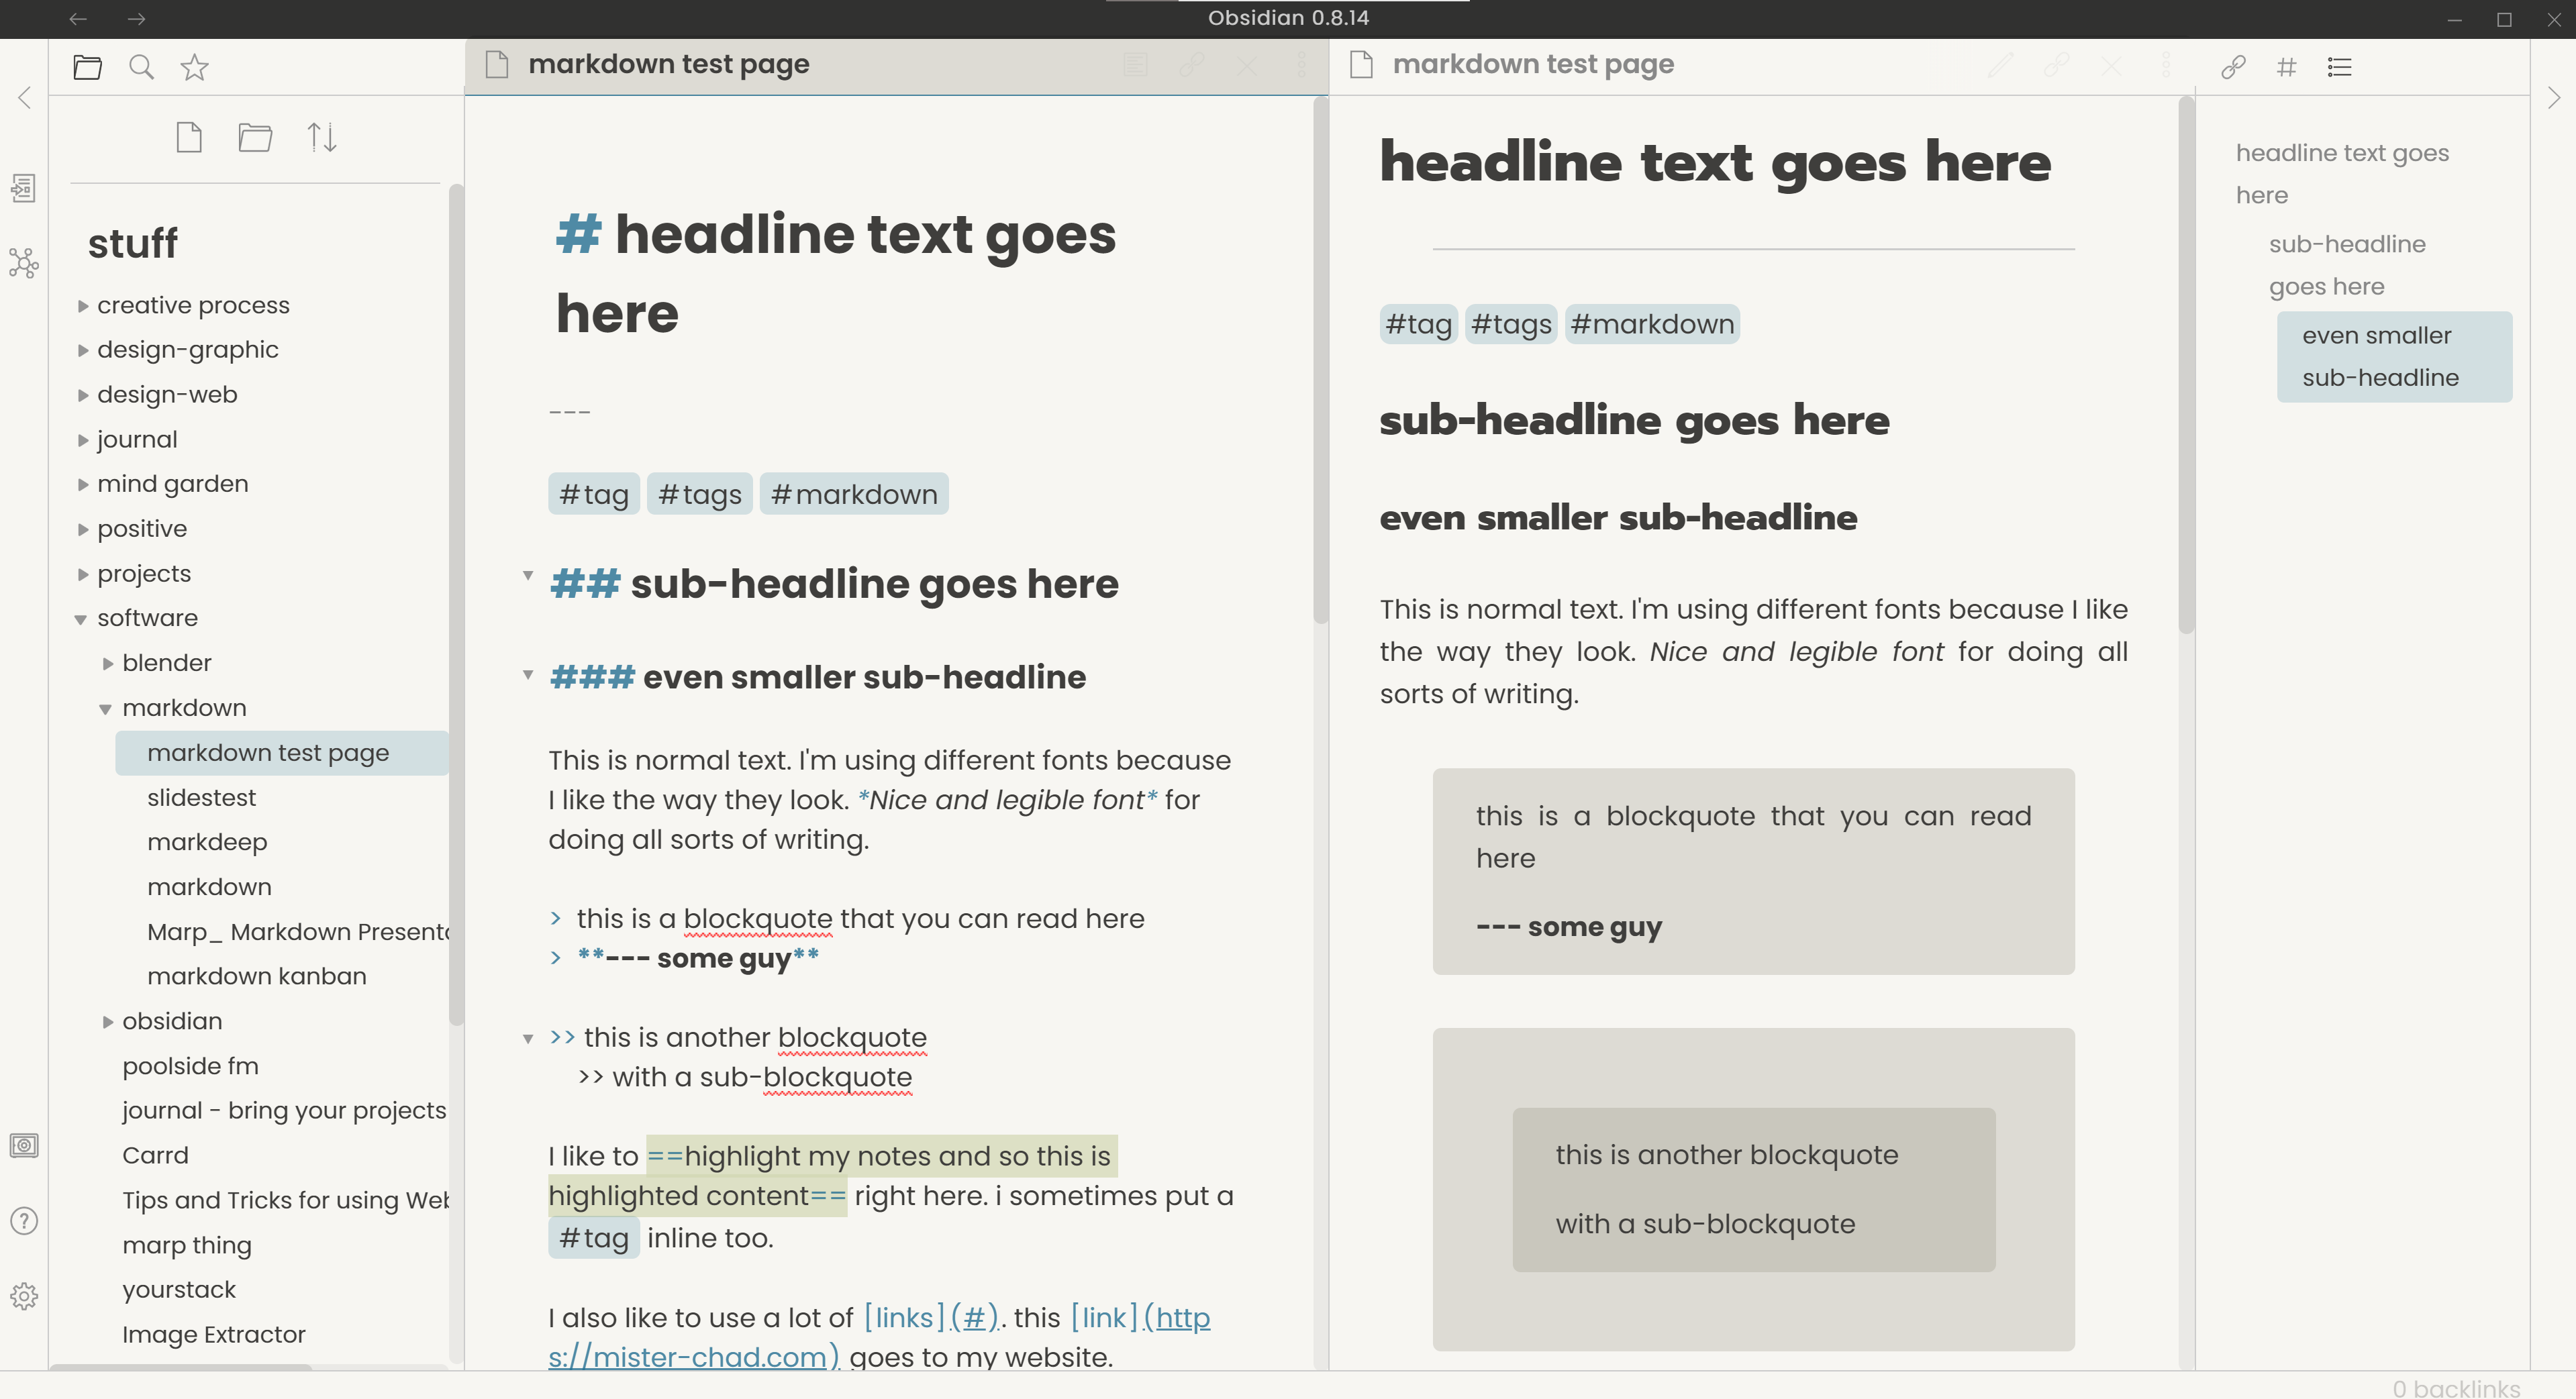 Obsidian 0.8.14
stuff
creative process
design-graphic
design-web
journal
mind garden
positive
projects
software
blender
markdown
markdown test page
slidestest
markdeep
markdown
Marp_ Markdown Present
markdown kanban
obsidian
poolside fm
journal - bring your projects
Carrd
Tips and Tricks for using Web
marp thing
yourstack
Image Extractor
markdown test page
# headline text goes
here
---
#tag #tags #markdown
## sub-headline goes here
### even smaller sub-headline
This is normal text. I'm using different fonts because
I like the way they look. *Nice and legible font* for
doing all sorts of writing.
> this is a blockquote that you can read here
> **--- some guy**
>> this is another blockquote
>> with a sub-blockquote
I like to ==highlight my notes and so this is
highlighted content== right here. i sometimes put a
#tag inline too.
I also like to use a lot of [links](#). this [link](http
s://mister-chad.com) goes to my website.
markdown test page
headline text goes here
#tag #tags #markdown
sub-headline goes here
even smaller sub-headline
This is normal text. I'm using different fonts because I like
the way they look. Nice and legible font for doing all
sorts of writing.
this is a blockquote that you can read
here
--- some guy
this is another blockquote
with a sub-blockquote
headline text goes
here
sub-headline
goes here
even smaller
sub-headline
0 backlinks